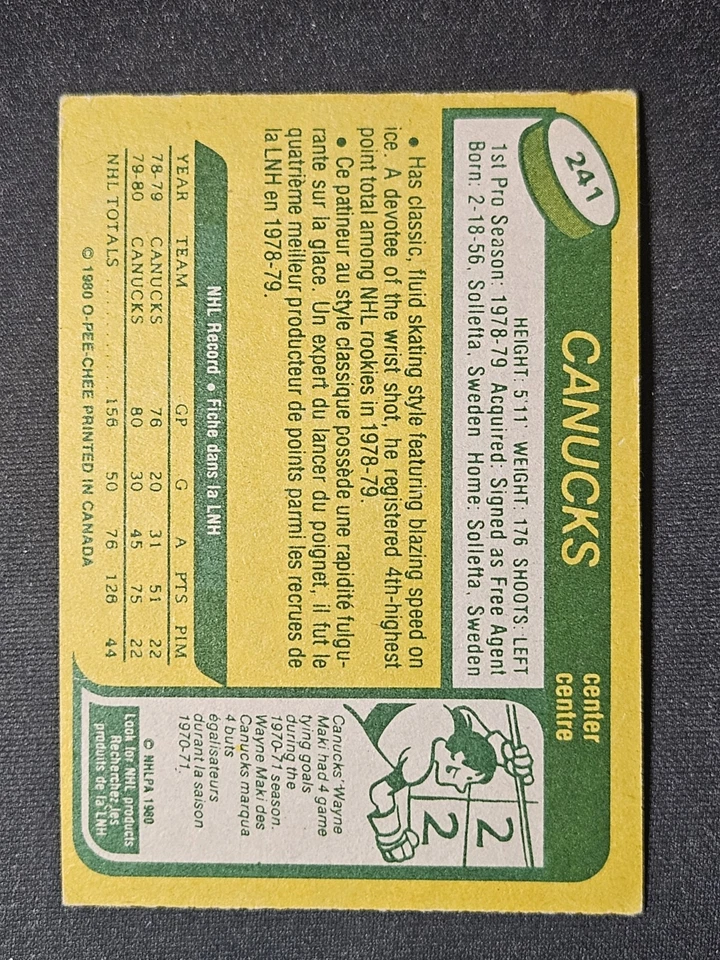 241
CANUCKS
center
centre
HEIGHT: 5'11" WEIGHT: 176 SHOOTS: LEFT
1st Pro Season: 1978-79 Acquired: Signed as Free Agent
Born: 2-18-56, Solletta, Sweden Home: Solletta, Sweden
• Has classic, fluid skating style featuring blazing speed on
ice. A devotee of the wrist shot, he registered 4th-highest
point total among NHL rookies in 1978-79.
• Ce patineur au style classique possède une rapidité fulgu-
rante sur la glace. Un expert du lancer du poignet, il fut le
quatrième meilleur producteur de points parmi les recrues de
la LNH en 1978-79.
NHL Record • Fiche dans la LNH
YEAR TEAM GP G A PTS PIM
78-79 CANUCKS 76 20 31 51 22
79-80 CANUCKS 80 30 45 75 22
NHL TOTALS .......... 156 50 76 126 44
© 1980 O-PEE-CHEE PRINTED IN CANADA
2
2
Canucks' Wayne
Maki had 4 game
tying goals
during the
1970-71 season.
Wayne Maki des
Canucks marqua
4 buts
égalisateurs
durant la saison
1970-71.
© NHLPA 1980
Look for NHL products
Recherchez les
produits de la LNH